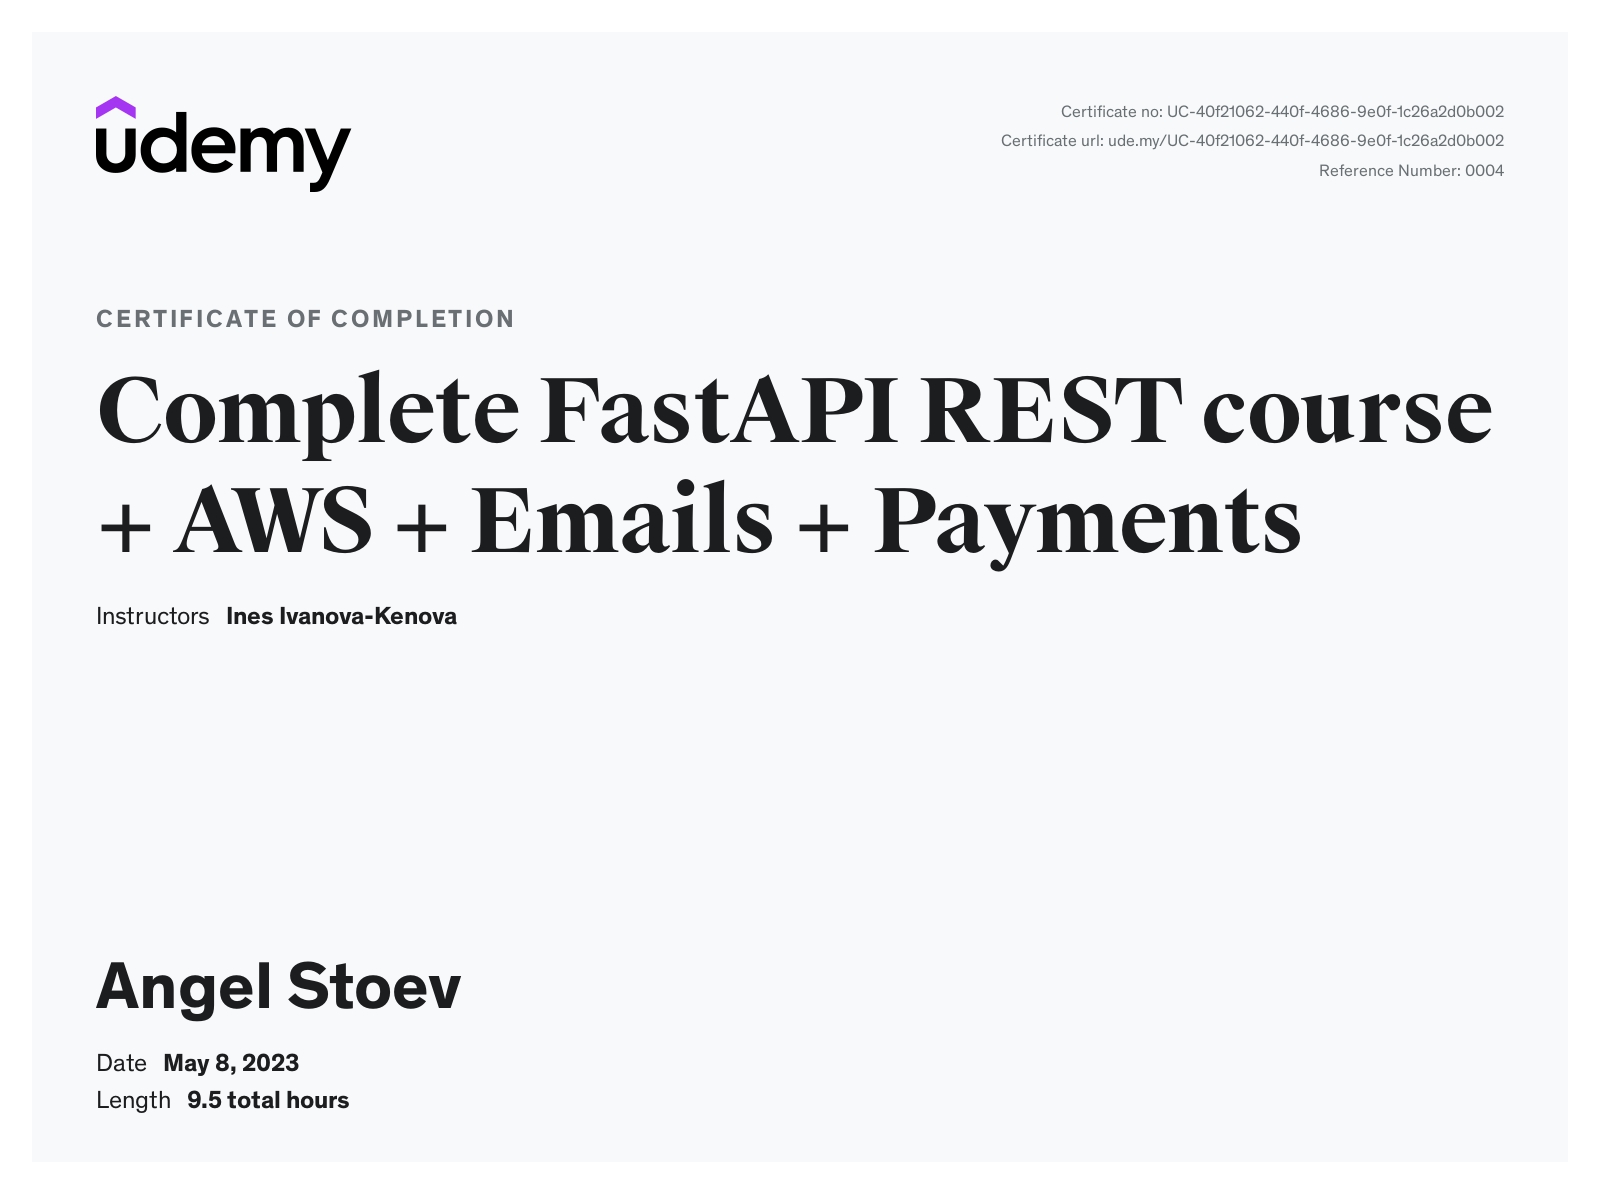 udemy
Certificate no: UC-40f21062-440f-4686-9e0f-1c26a2d0b002
Certificate url: ude.my/UC-40f21062-440f-4686-9e0f-1c26a2d0b002
Reference Number: 0004
CERTIFICATE OF COMPLETION
Complete FastAPI REST course
+ AWS + Emails + Payments
Instructors Ines Ivanova-Kenova
Angel Stoev
Date May 8, 2023
Length 9.5 total hours